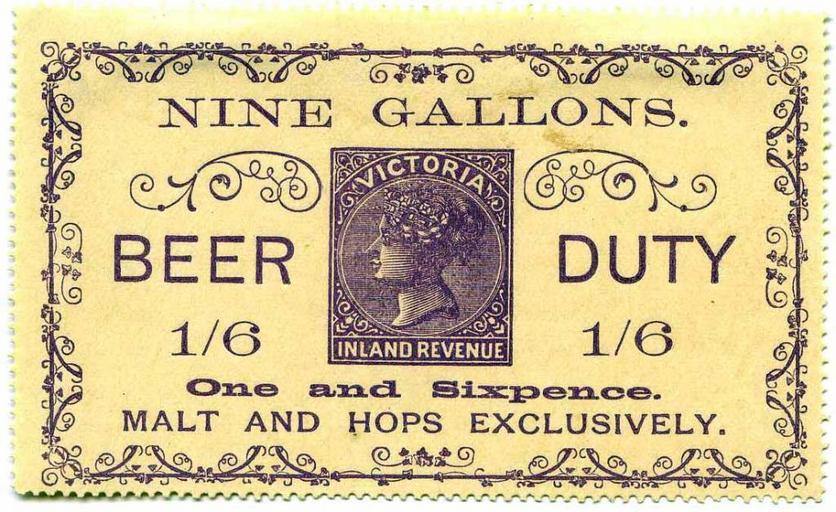 NINE GALLONS.
VICTORIA
BEER DUTY
1/6 1/6
INLAND REVENUE
One and Sixpence.
MALT AND HOPS EXCLUSIVELY.